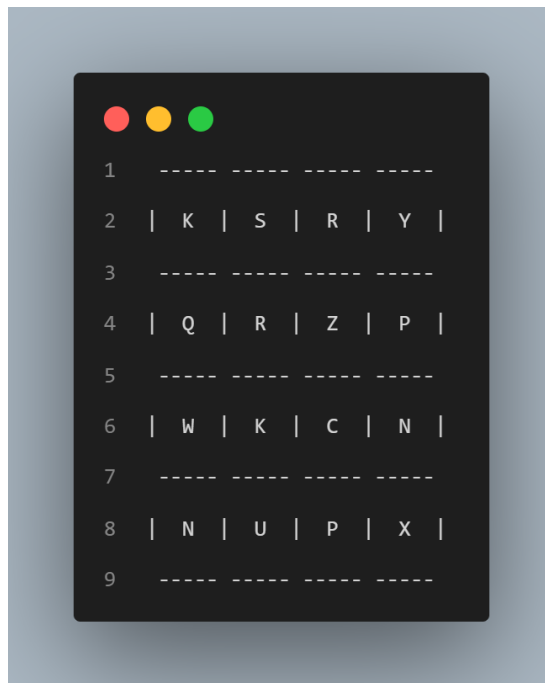 1 ----- ----- ----- -----
2 | K | S | R | Y |
3 ----- ----- ----- -----
4 | Q | R | Z | P |
5 ----- ----- ----- -----
6 | W | K | C | N |
7 ----- ----- ----- -----
8 | N | U | P | X |
9 ----- ----- ----- -----